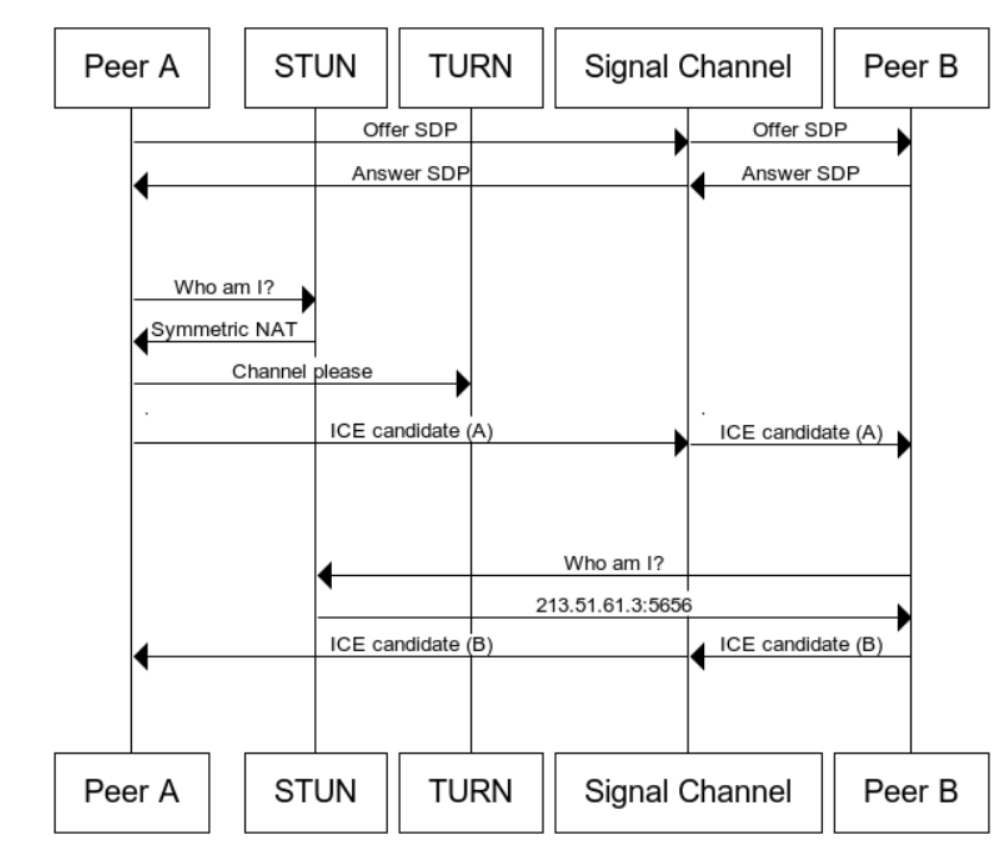 Peer A
STUN
TURN
Signal Channel
Peer B
Offer SDP
Offer SDP
Answer SDP
Answer SDP
Who am I?
Symmetric NAT
Channel please
.
.
ICE candidate (A)
ICE candidate (A)
Who am I?
213.51.61.3:5656
ICE candidate (B)
ICE candidate (B)
Peer A
STUN
TURN
Signal Channel
Peer B